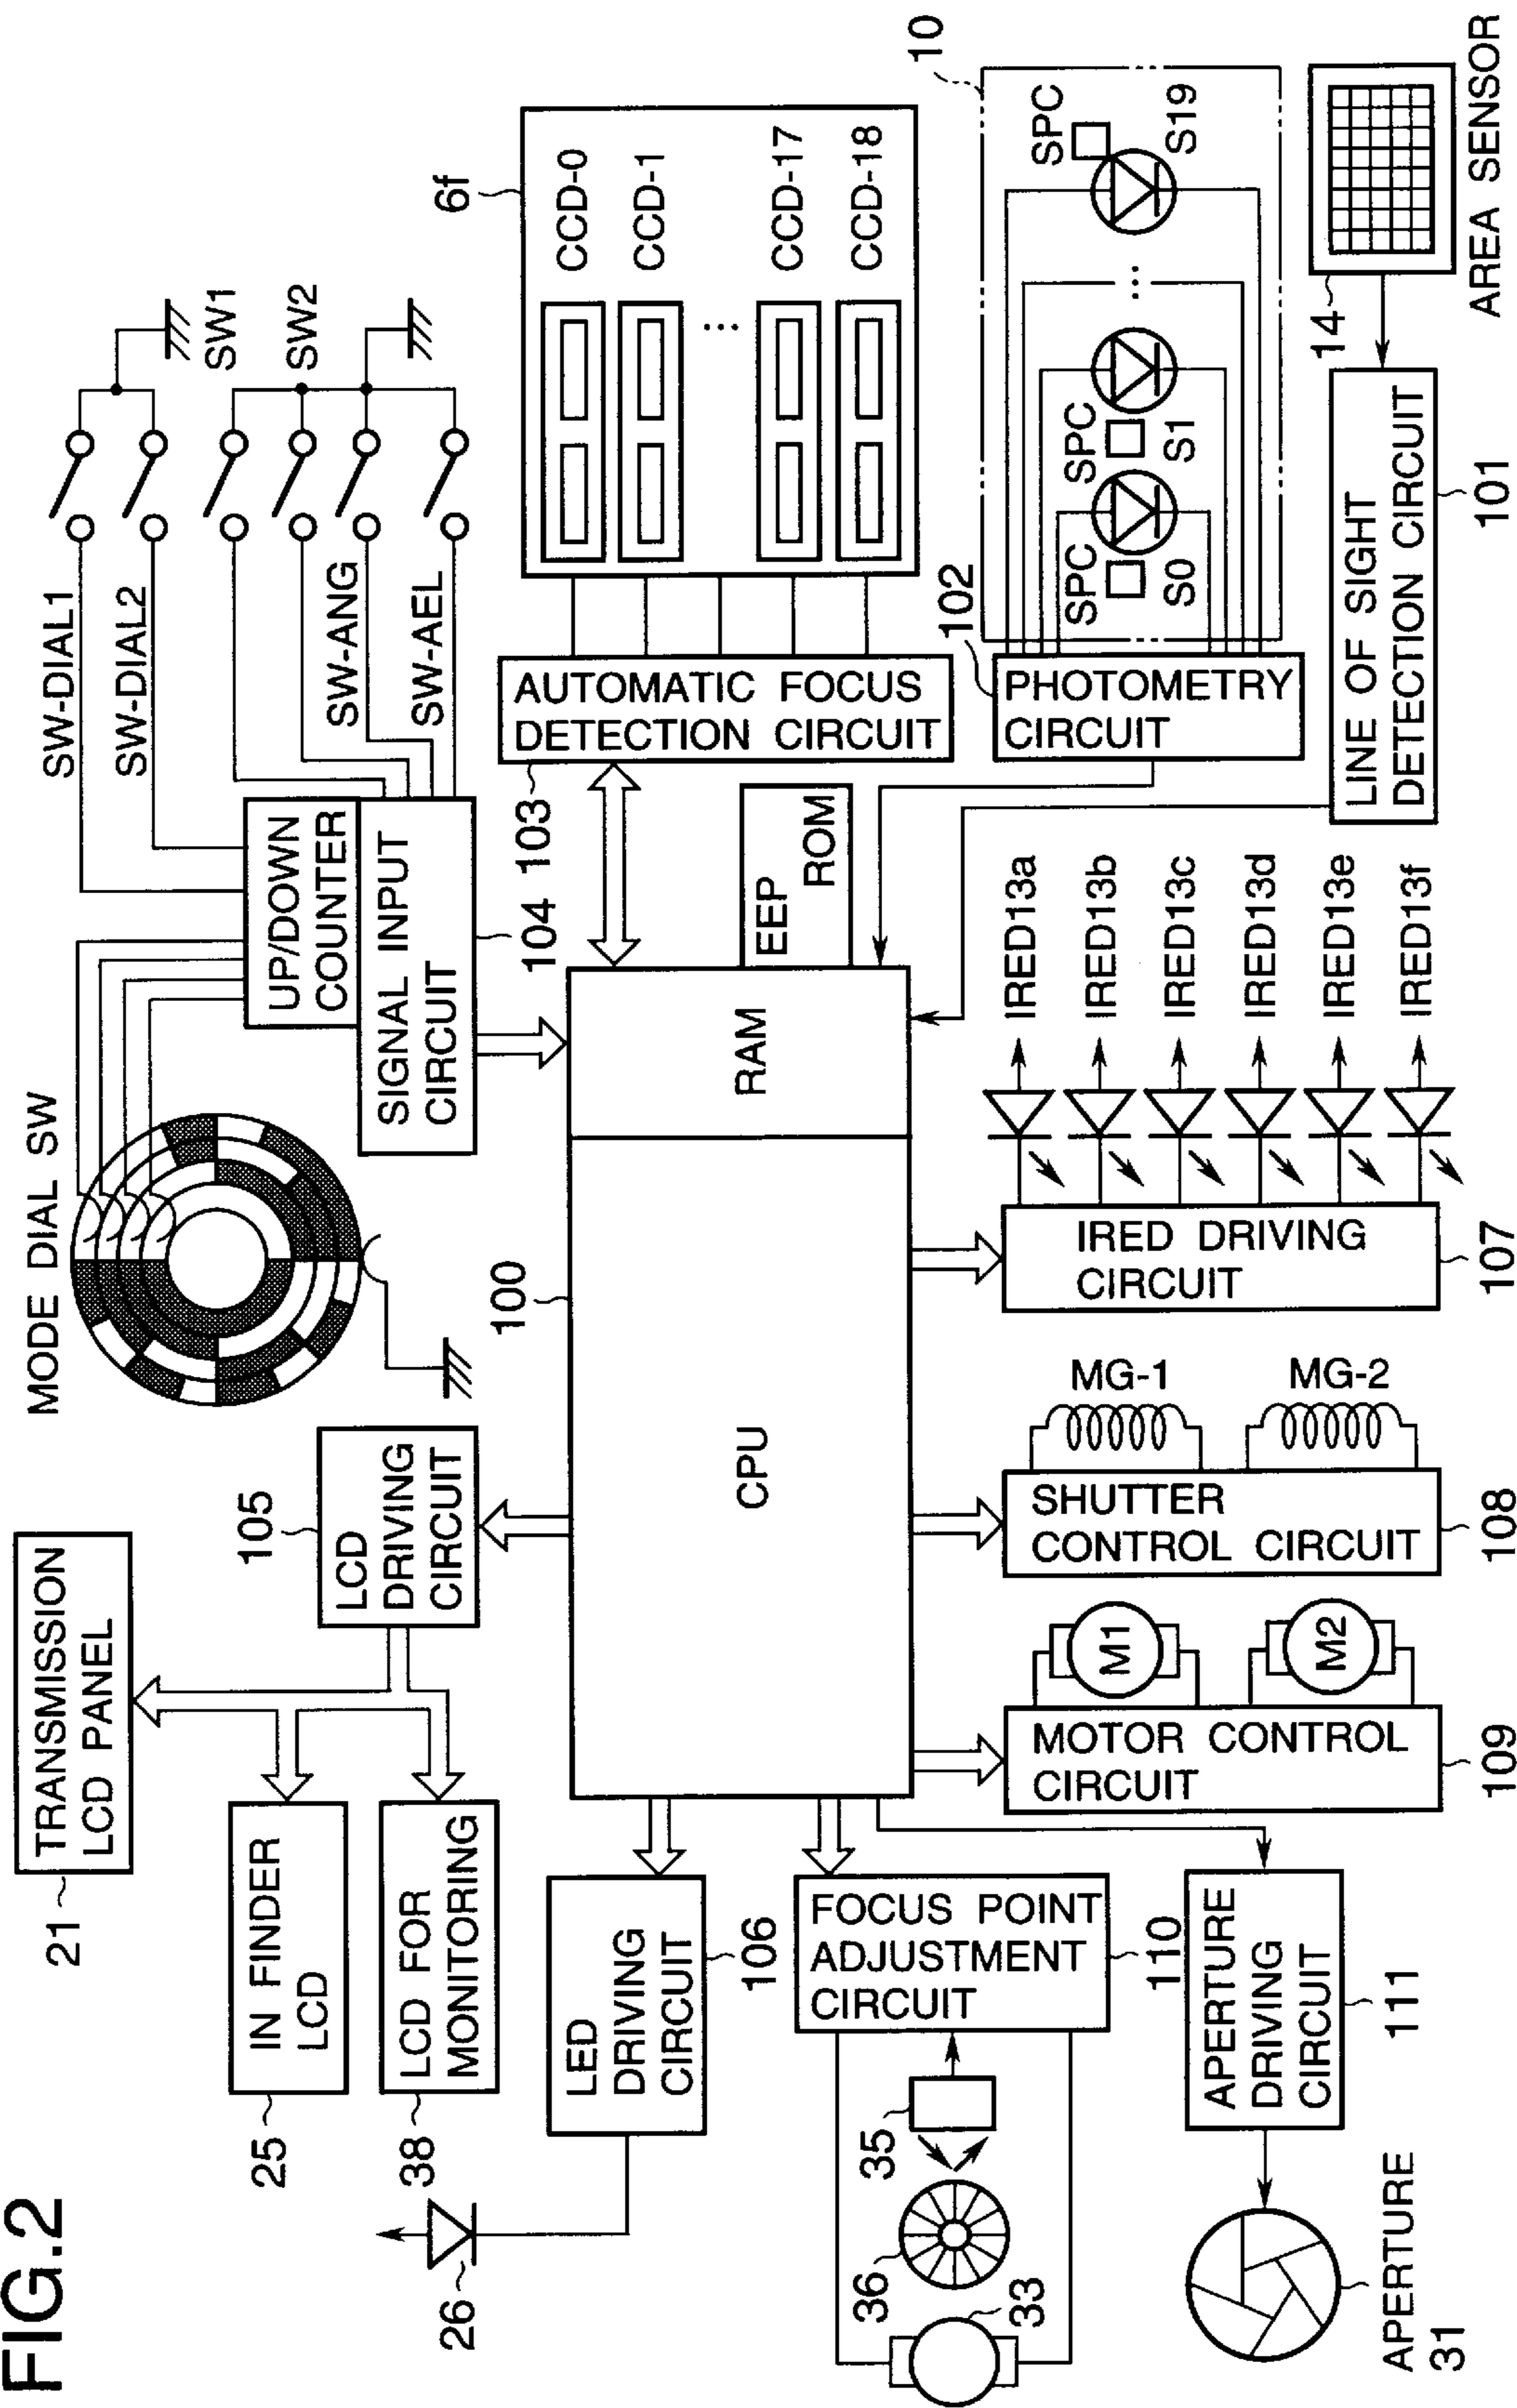 FIG.2
21
TRANSMISSION
LCD PANEL
105
LCD
DRIVING
CIRCUIT
25
IN FINDER
LCD
38
LCD FOR
MONITORING
26
LED
DRIVING
CIRCUIT
106
MODE DIAL SW
UP/DOWN
COUNTER
SIGNAL INPUT
CIRCUIT
104
SW-DIAL1
SW-DIAL2
SW1
SW2
SW-ANG
SW-AEL
100
CPU
RAM
EEP
ROM
103
AUTOMATIC FOCUS
DETECTION CIRCUIT
6f
CCD-0
CCD-1
...
CCD-17
CCD-18
102
PHOTOMETRY
CIRCUIT
10
SPC
S0
SPC
S1
...
SPC
S19
14
AREA SENSOR
LINE OF SIGHT
DETECTION CIRCUIT
101
36
35
33
FOCUS POINT
ADJUSTMENT
CIRCUIT
110
APERTURE
31
APERTURE
DRIVING
CIRCUIT
111
M1
M2
MOTOR CONTROL
CIRCUIT
109
MG-1
MG-2
SHUTTER
CONTROL CIRCUIT
108
IRED DRIVING
CIRCUIT
107
IRED13a
IRED13b
IRED13c
IRED13d
IRED13e
IRED13f